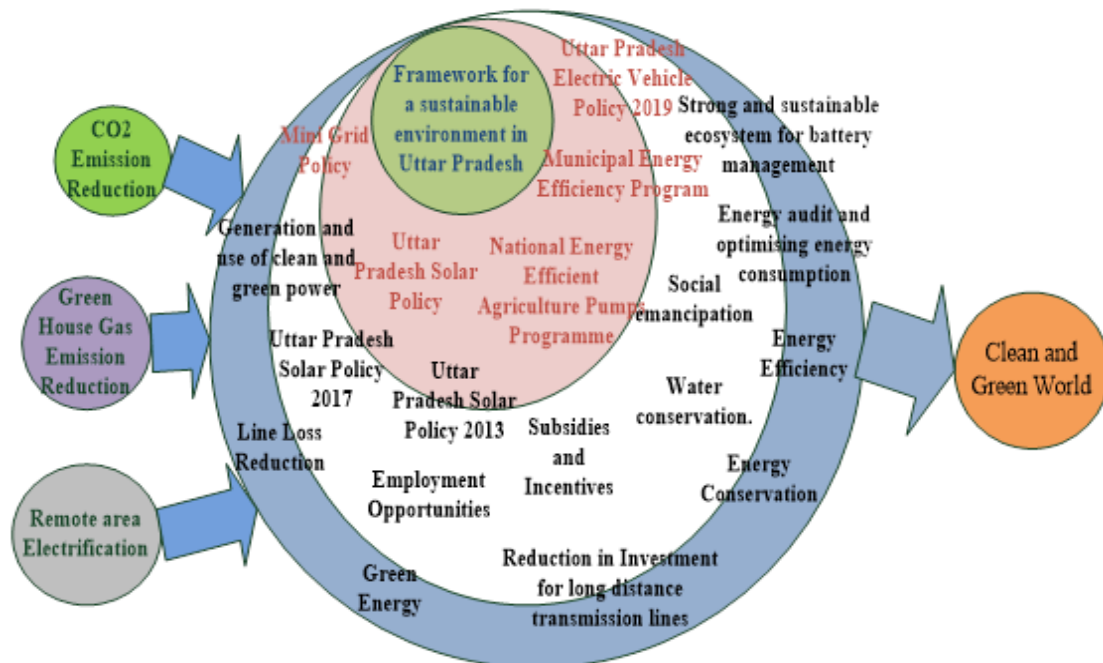 CO2
Emission
Reduction
Green
House Gas
Emission
Reduction
Remote area
Electrification
Framework for
a sustainable
environment in
Uttar Pradesh
Mini Grid
Policy
Uttar Pradesh
Electric Vehicle
Policy 2019
Municipal Energy
Efficiency Program
Uttar
Pradesh Solar
Policy
National Energy
Efficient
Agriculture Pumps
Programme
Strong and sustainable
ecosystem for battery
management
Generation and
use of clean and
green power
Energy audit and
optimising energy
consumption
Social
emancipation
Uttar Pradesh
Solar Policy
2017
Uttar
Pradesh Solar
Policy 2013
Energy
Efficiency
Water
conservation.
Line Loss
Reduction
Subsidies
and
Incentives
Employment
Opportunities
Energy
Conservation
Green
Energy
Reduction in Investment
for long distance
transmission lines
Clean and
Green World